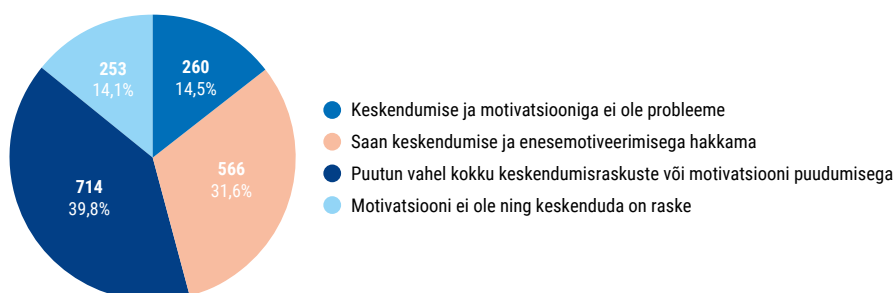 253
14,1%
260
14,5%
566
31,6%
714
39,8%
Keskendumise ja motivatsiooniga ei ole probleeme
Saan keskendumise ja enesemotiveerimisega hakkama
Puutun vahel kokku keskendumisraskuste või motivatsiooni puudumisega
Motivatsiooni ei ole ning keskenduda on raske